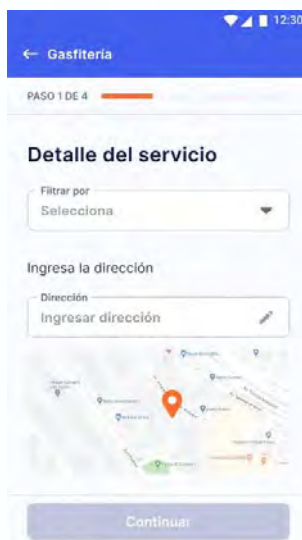 12:30
← Gasfitería
PASO 1 DE 4
Detalle del servicio
Filtrar por
Selecciona
Ingresa la dirección
Dirección
Ingresar dirección
Continuar